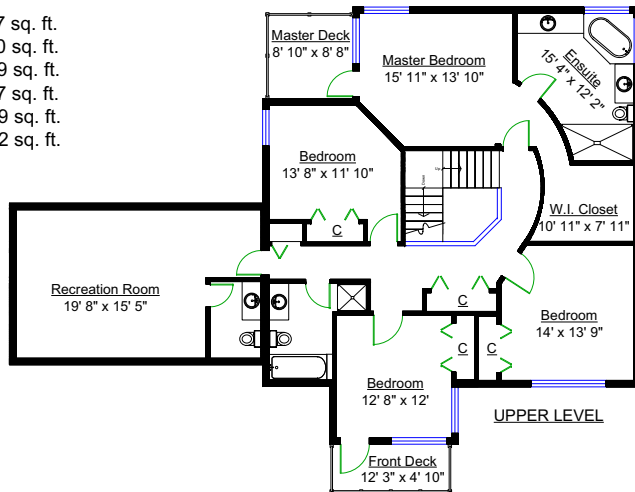 7 sq. ft.
0 sq. ft.
9 sq. ft.
7 sq. ft.
9 sq. ft.
2 sq. ft.
Master Deck
8' 10" x 8' 8"
Master Bedroom
15' 11" x 13' 10"
Ensuite
15' 4" x 12' 2"
Bedroom
13' 8" x 11' 10"
C
Up
Down
W.I. Closet
10' 11" x 7' 11"
Recreation Room
19' 8" x 15' 5"
C
Bedroom
14' x 13' 9"
C
C
Bedroom
12' 8" x 12'
UPPER LEVEL
Front Deck
12' 3" x 4' 10"